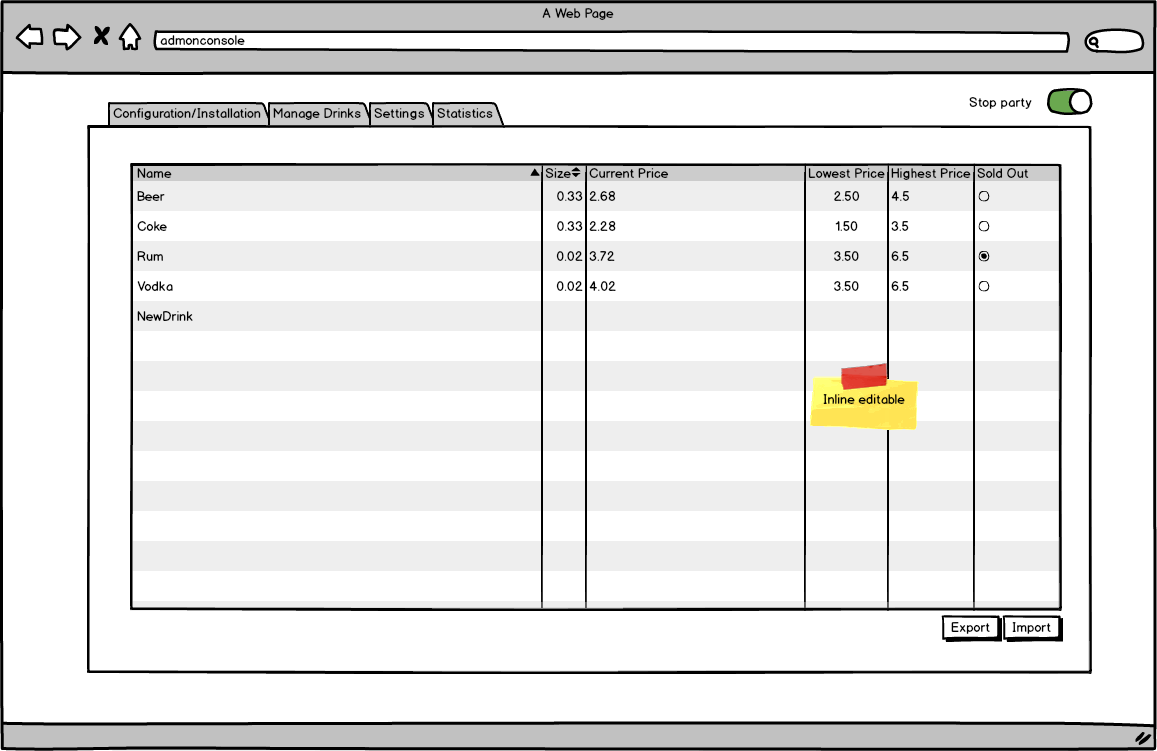 A Web Page
admonconsole
Stop party
Configuration/Installation Manage Drinks Settings Statistics
Name Size Current Price Lowest Price Highest Price Sold Out
Beer 0.33 2.68 2.50 4.5
Coke 0.33 2.28 1.50 3.5
Rum 0.02 3.72 3.50 6.5
Vodka 0.02 4.02 3.50 6.5
NewDrink
Inline editable
Export Import